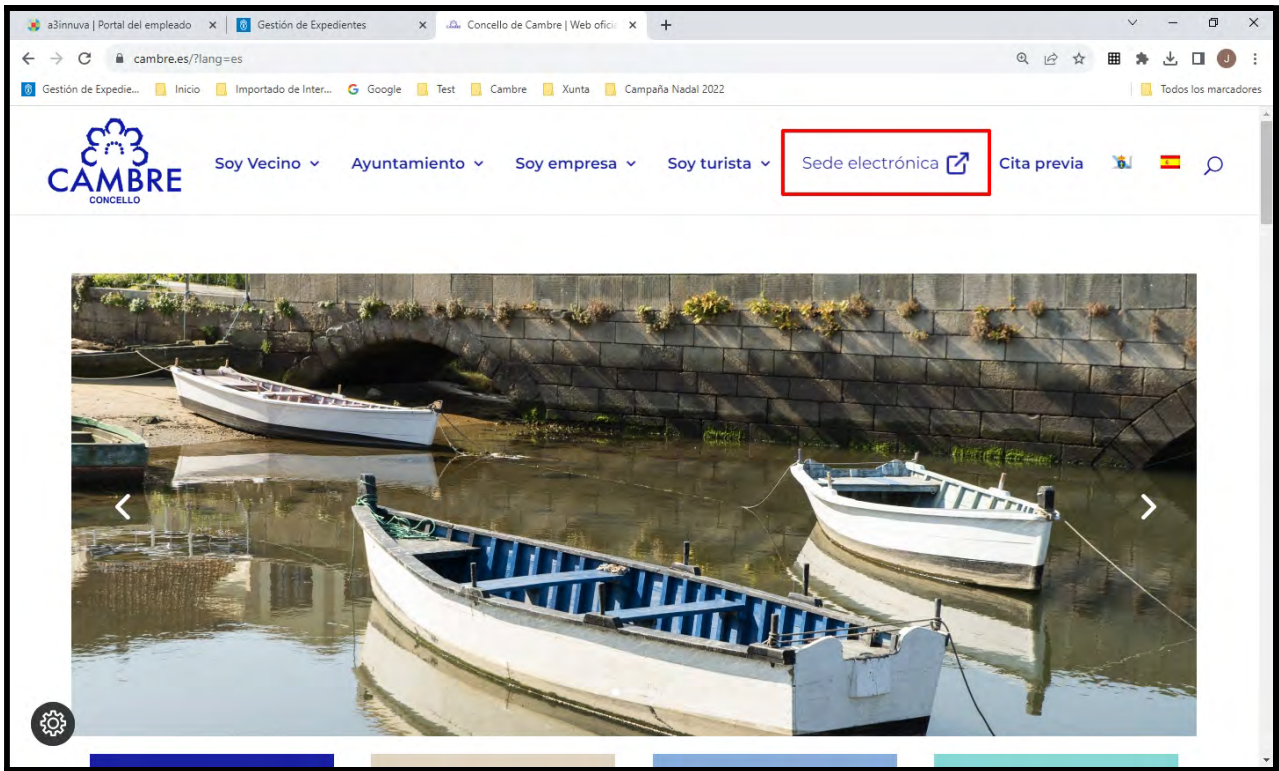 a3innuva | Portal del empleado
Gestión de Expedientes
Concello de Cambre | Web ofici
cambre.es/?lang=es
J
Gestión de Expedie... Inicio Importado de Inter... Google Test Cambre Xunta Campaña Nadal 2022 Todos los marcadores
CAMBRE
CONCELLO
Soy Vecino Ayuntamiento Soy empresa Soy turista Sede electrónica Cita previa